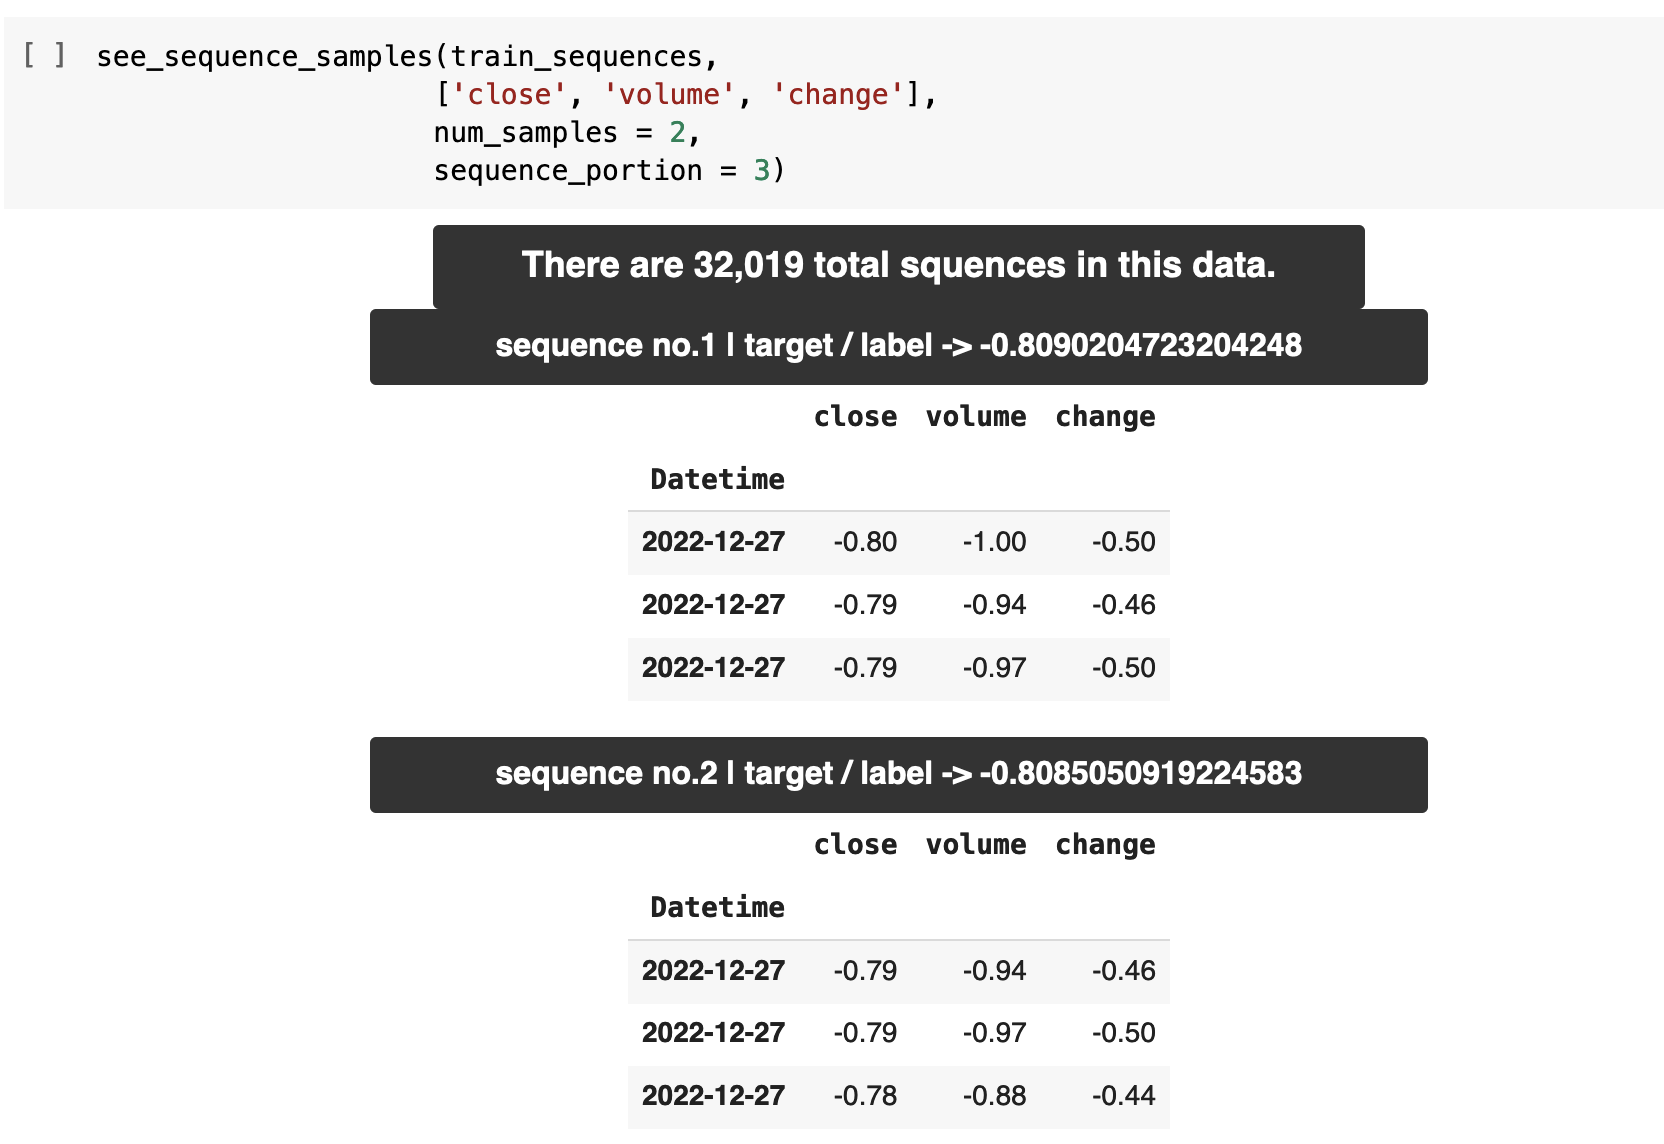 [ ] see_sequence_samples(train_sequences,
['close', 'volume', 'change'],
num_samples = 2,
sequence_portion = 3)
There are 32,019 total squences in this data.
sequence no.1 | target / label -> -0.8090204723204248
close volume change
Datetime
2022-12-27 -0.80 -1.00 -0.50
2022-12-27 -0.79 -0.94 -0.46
2022-12-27 -0.79 -0.97 -0.50
sequence no.2 | target / label -> -0.8085050919224583
close volume change
Datetime
2022-12-27 -0.79 -0.94 -0.46
2022-12-27 -0.79 -0.97 -0.50
2022-12-27 -0.78 -0.88 -0.44